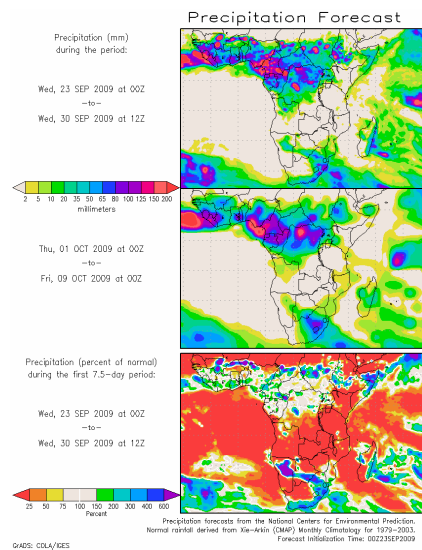 Precipitation Forecast
Precipitation (mm)
during the period:
Wed, 23 SEP 2009 at 00Z
-to-
Wed, 30 SEP 2009 at 12Z
2 5 10 20 35 50 65 80 100 125 150 200
millimeters
Thu, 01 OCT 2009 at 00Z
-to-
Fri, 09 OCT 2009 at 00Z
Precipitation (percent of normal)
during the first 7.5-day period:
Wed, 23 SEP 2009 at 00Z
-to-
Wed, 30 SEP 2009 at 12Z
25 50 75 100 150 200 300 400 600
Percent
Precipitation forecasts from the National Centers for Environmental Prediction.
Normal rainfall derived from Xie-Arkin (CMAP) Monthly Climatology for 1979-2003.
Forecast Initialization Time: 00Z23SEP2009
GrADS: COLA/IGES